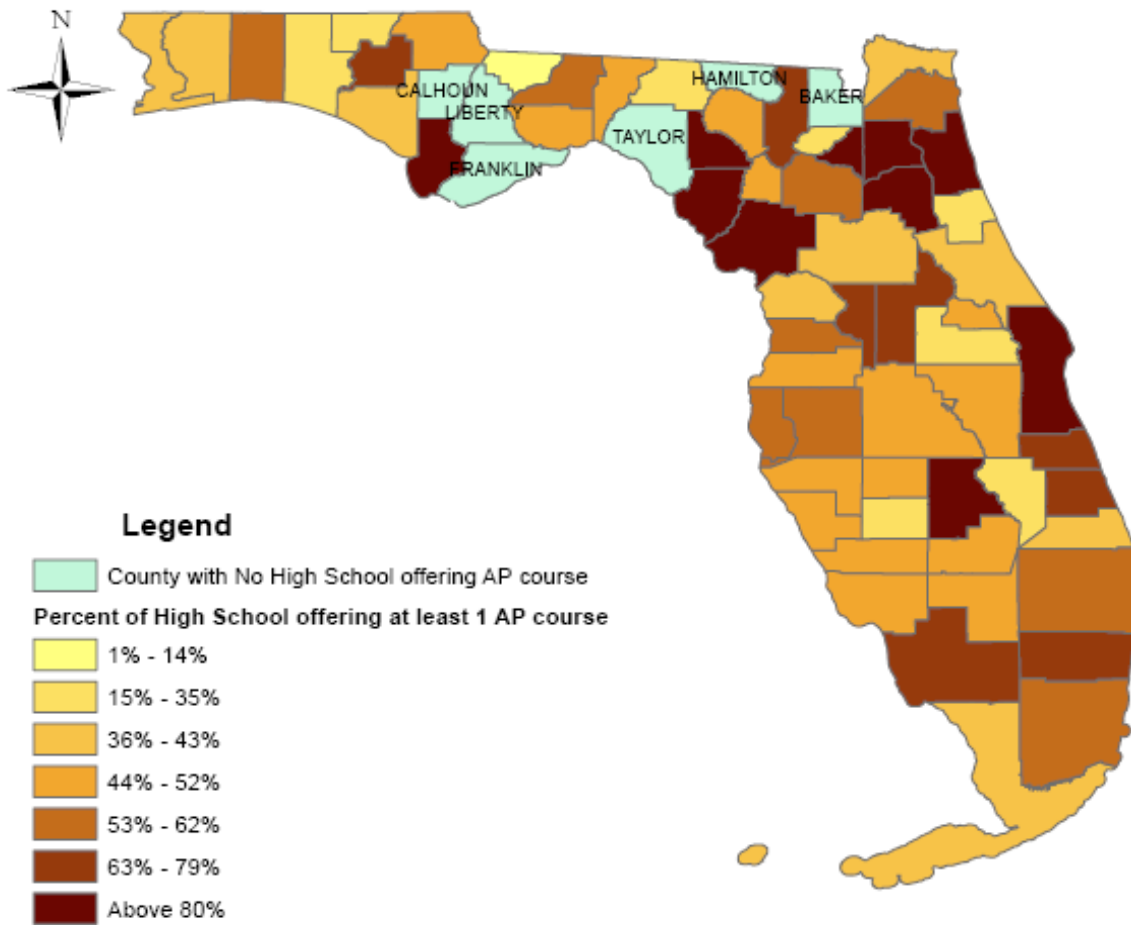 N
HAMILTON
CALHOUN
BAKER
LIBERTY
TAYLOR
FRANKLIN
Legend
County with No High School offering AP course
Percent of High School offering at least 1 AP course
1% - 14%
15% - 35%
36% - 43%
44% - 52%
53% - 62%
63% - 79%
Above 80%